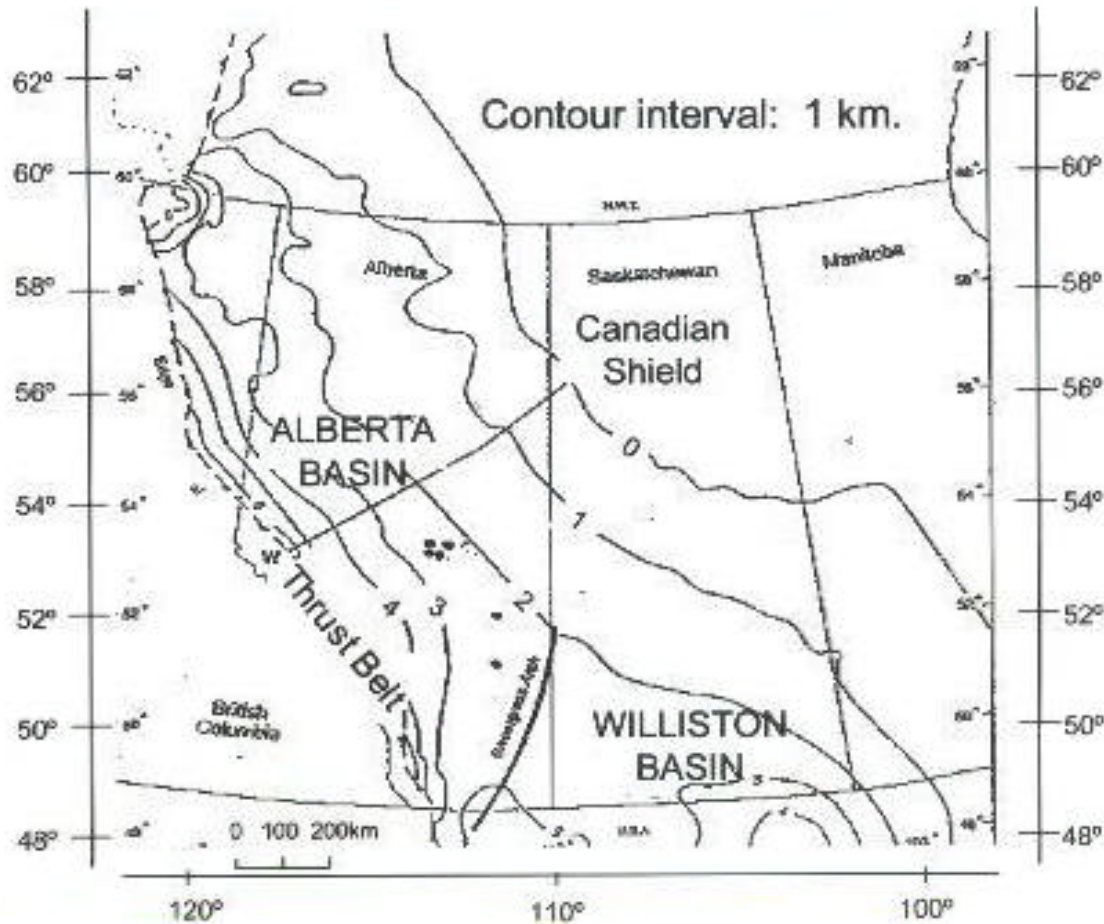 Contour interval: 1 km.
62°
62°
60°
60°
N.W.T.
Alberta
Saskatchewan
Manitoba
58°
58°
Canadian
Shield
56°
56°
ALBERTA
BASIN
0
54°
54°
1
W
Thrust Belt
4
3
2
52°
52°
British
Columbia
WILLISTON
BASIN
50°
50°
3
U.S.A.
48°
48°
0 100 200km
120°
110°
100°